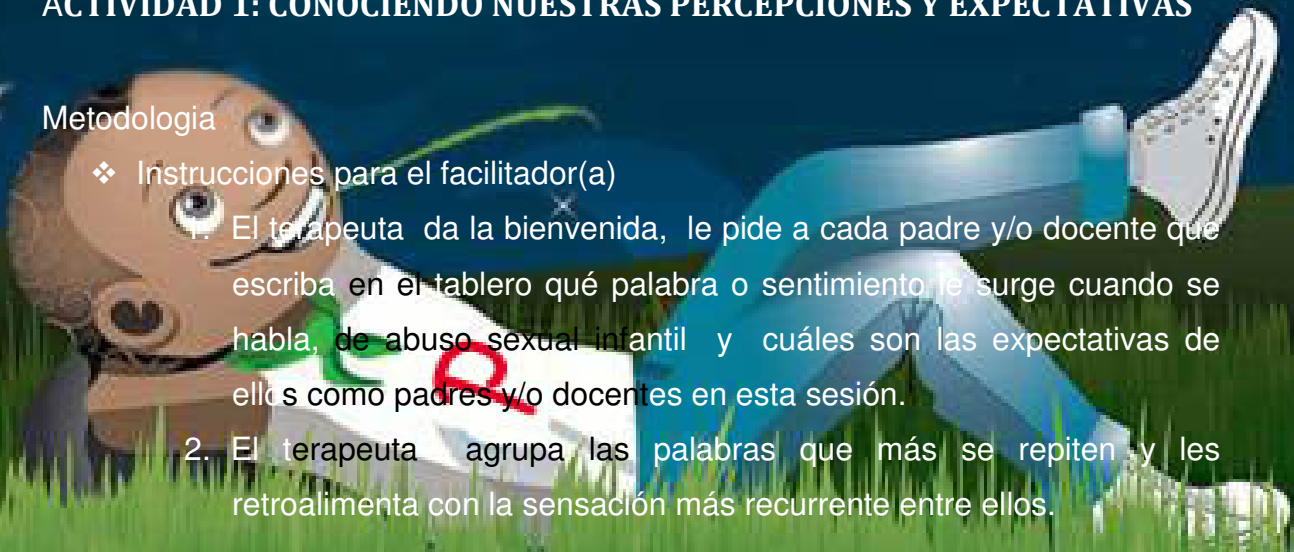 ACTIVIDAD 1: CONOCIENDO NUESTRAS PERCEPCIONES Y EXPECTATIVAS
Metodologia
❖ Instrucciones para el facilitador(a)
1. El terapeuta da la bienvenida, le pide a cada padre y/o docente que
escriba en el tablero qué palabra o sentimiento le surge cuando se
habla, de abuso sexual infantil y cuáles son las expectativas de
ellos como padres y/o docentes en esta sesión.
2. El terapeuta agrupa las palabras que más se repiten y les
retroalimenta con la sensación más recurrente entre ellos.